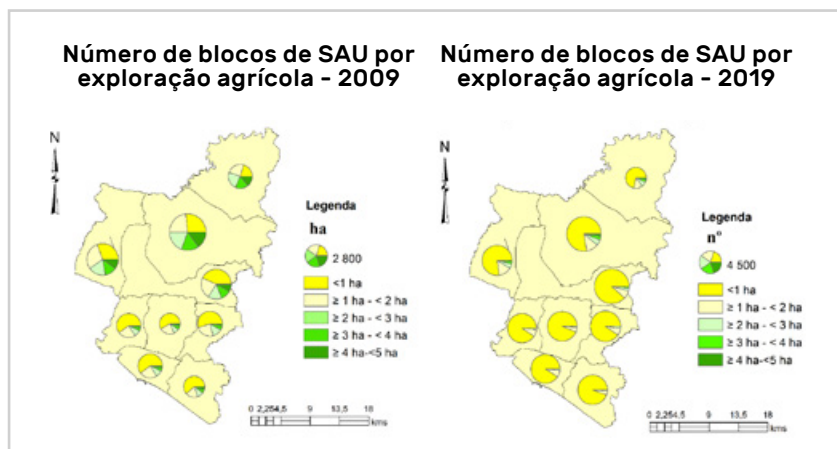 Número de blocos de SAU por
exploração agrícola - 2009
N
Legenda
ha
2 800
<1 ha
≥ 1 ha - < 2 ha
≥ 2 ha - < 3 ha
≥ 3 ha - < 4 ha
≥ 4 ha-<5 ha
0 2,25 4,5 9 13,5 18
kms
Número de blocos de SAU por
exploração agrícola - 2019
N
Legenda
nº
4 500
<1 ha
≥ 1 ha - < 2 ha
≥ 2 ha - < 3 ha
≥ 3 ha - < 4 ha
≥ 4 ha-<5 ha
0 2,25 4,5 9 13,5 18
kms